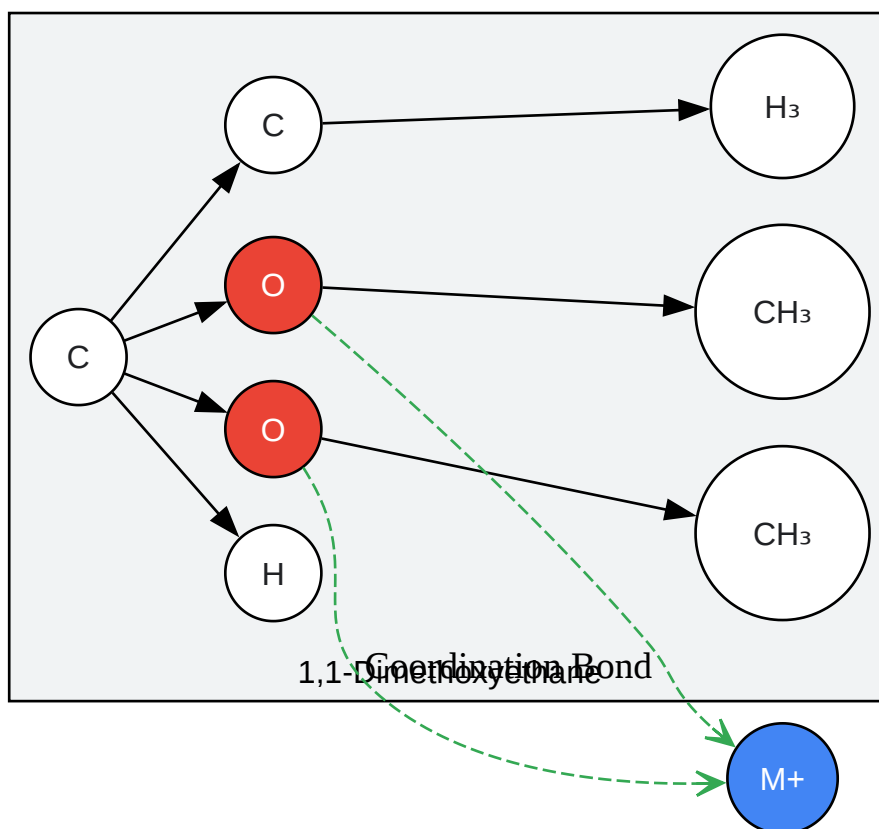 H₃
C
CH₃
O
C
O
CH₃
H
Coordination Bond
1,1-Dimethoxyethane
M+